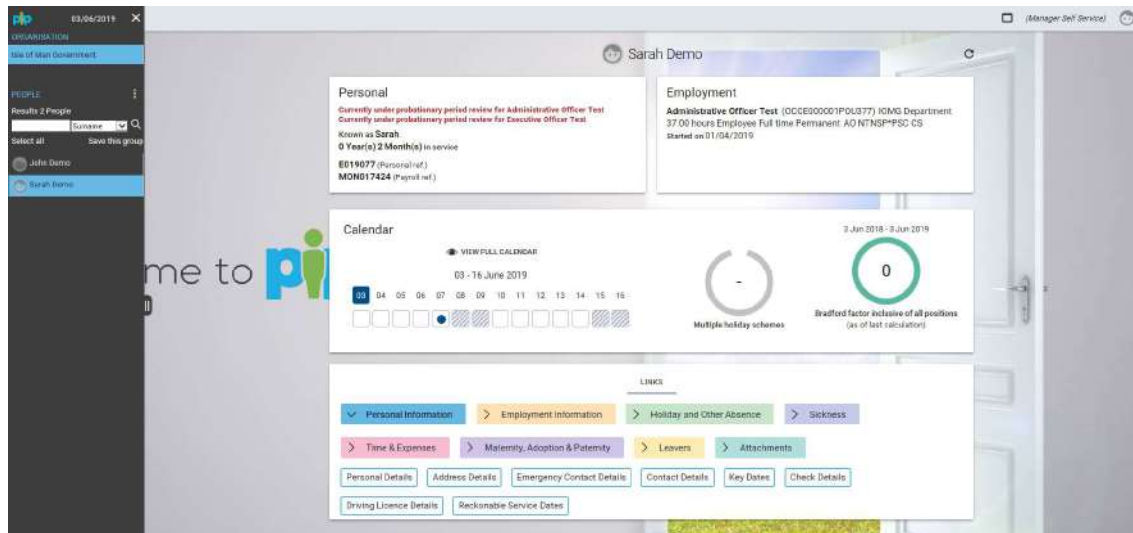 pip 03/06/2019
ORGANISATION
Isle of Man Government
PEOPLE
Results 2 People
Surname
Select all Save this group
John Demo
Sarah Demo
(Manager Self Service)
Sarah Demo
Personal
Currently under probationary period review for Administrative Officer Test
Currently under probationary period review for Executive Officer Test
Known as Sarah
0 Year(s) 2 Month(s) in service
E019077 (Personal ref.)
MON017424 (Payroll ref.)
Employment
Administrative Officer Test (OCCE000001POL077) IOMG Department
37.00 hours Employee Full time Permanent AO NTNSP*PSC CS
Started on 01/04/2019
me to pip
Calendar
VIEW FULL CALENDAR
03 - 16 June 2019
03 04 05 06 07 08 09 10 11 12 13 14 15 16
-
Multiple holiday schemes
3 Jun 2018 - 3 Jun 2019
0
Bradford factor inclusive of all positions
(as of last calculation)
LINKS
Personal Information Employment Information Holiday and Other Absence Sickness
Time & Expenses Maternity, Adoption & Paternity Leavers Attachments
Personal Details Address Details Emergency Contact Details Contact Details Key Dates Check Details
Driving Licence Details Reckonable Service Dates